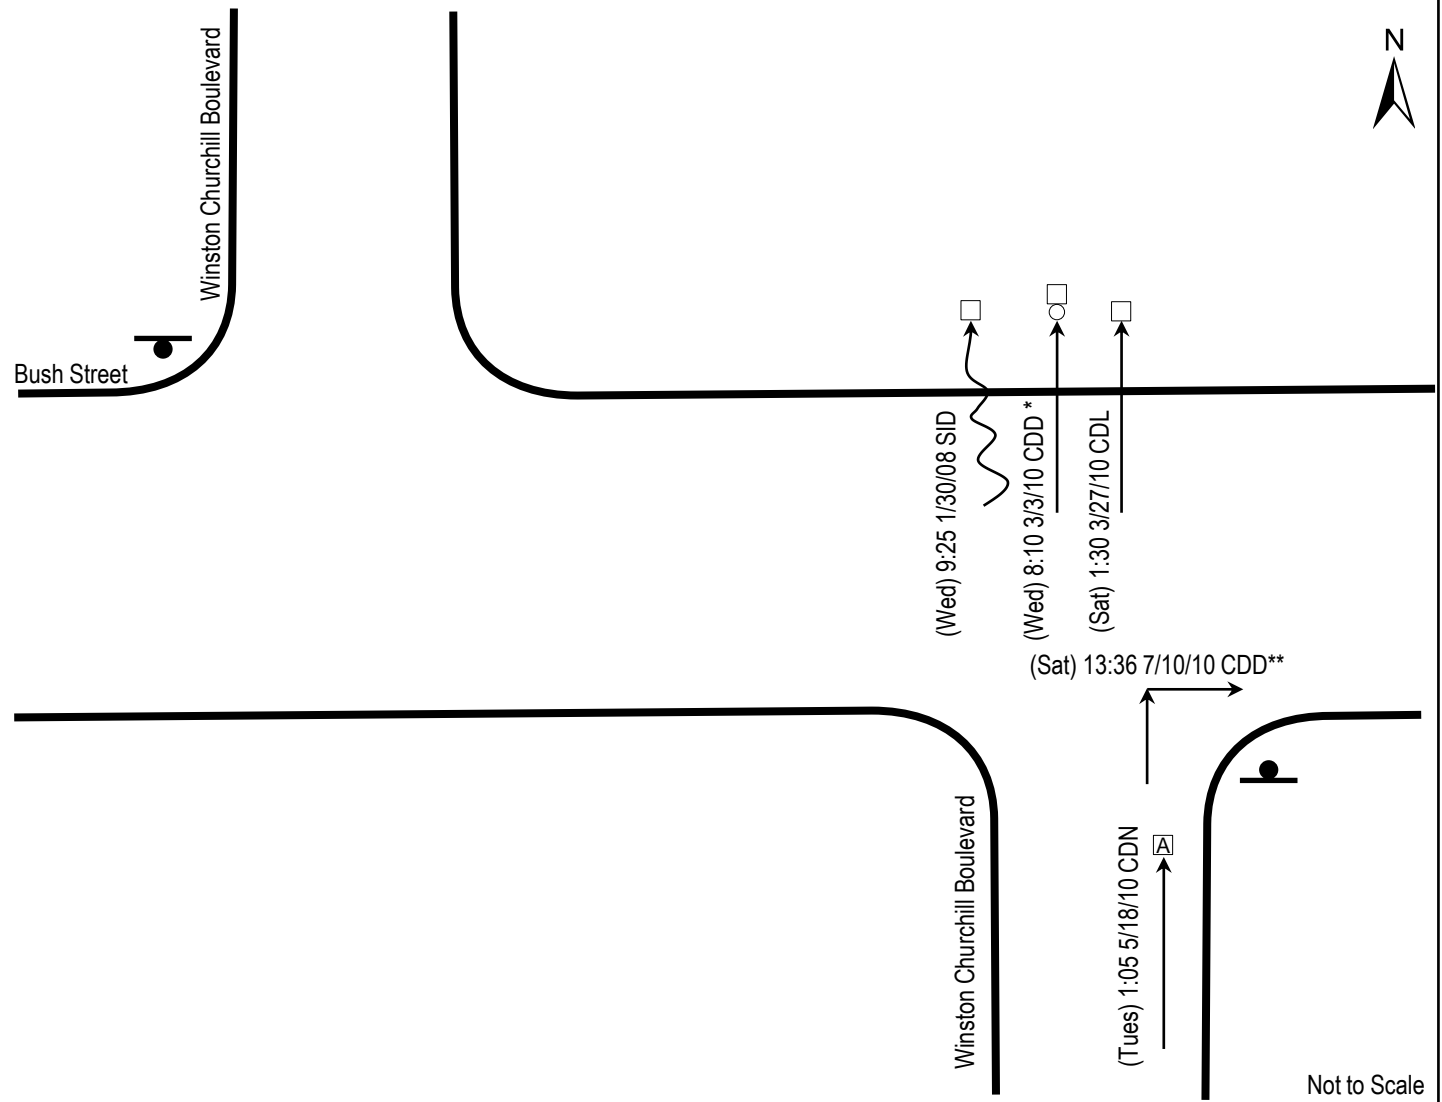 N
Winston Churchill Boulevard
Bush Street
(Wed) 9:25 1/30/08 SID
(Wed) 8:10 3/3/10 CDD *
(Sat) 1:30 3/27/10 CDL
(Sat) 13:36 7/10/10 CDD**
Winston Churchill Boulevard
(Tues) 1:05 5/18/10 CDN
A
Not to Scale